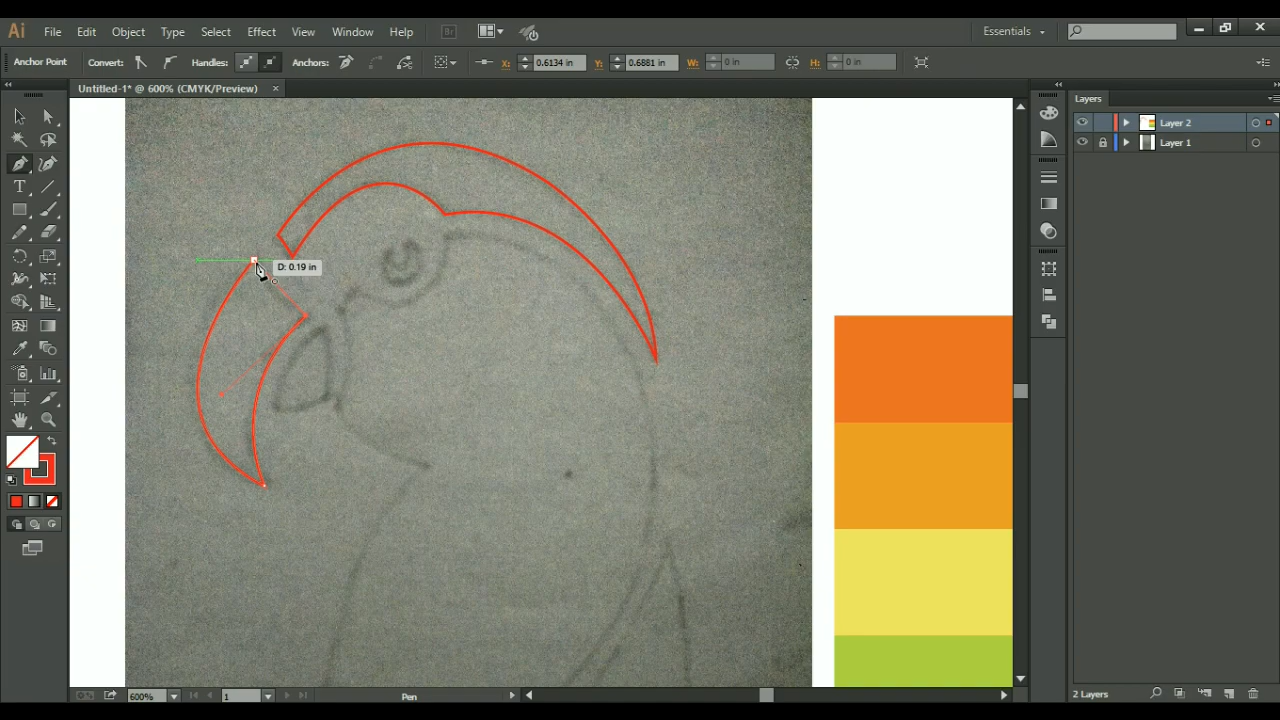 Ai File Edit Object Type Select Effect View Window Help Br Essentials
Anchor Point Convert: Handles: Anchors: X: 0.6134 in Y: 0.6881 in W: 0 in H: 0 in
Untitled-1* @ 600% (CMYK/Preview) ×
Layers
Layer 2
Layer 1
T
D: 0.19 in
600% 1 Pen 2 Layers